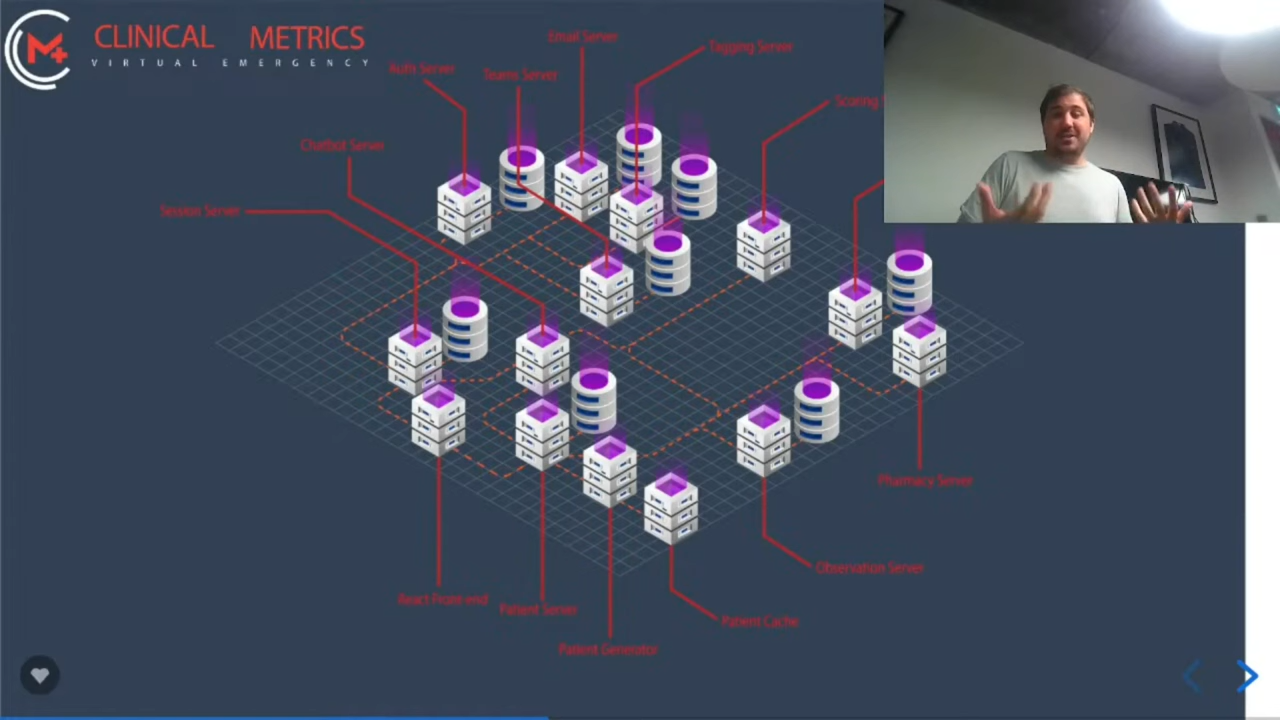 CLINICAL METRICS
VIRTUAL EMERGENCY
Email Server
Tagging Server
Auth Server
Teams Server
Scoring
Chatbot Server
Session Server
Pharmacy Server
Observation Server
React Front-end
Patient Server
Patient Cache
Patient Generator